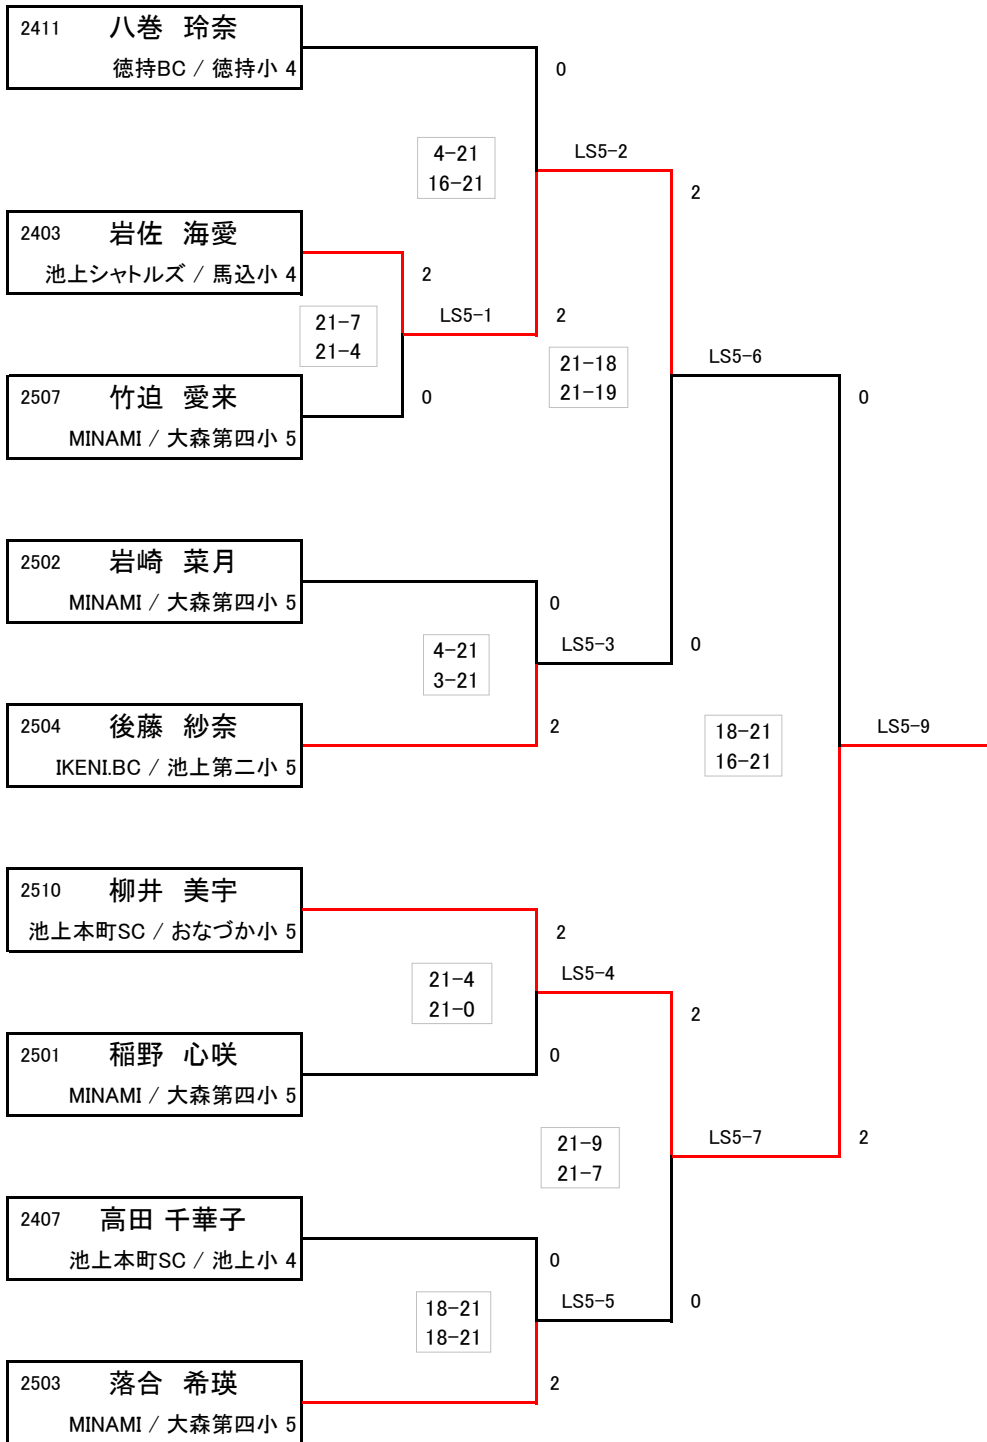 2411 八巻 玲奈
徳持BC / 徳持小 4
0
4-21
16-21
LS5-2
2
2403 岩佐 海愛
池上シャトルズ / 馬込小 4
2
21-7
21-4
LS5-1
2
0
21-18
21-19
LS5-6
0
2507 竹迫 愛来
MINAMI / 大森第四小 5
2502 岩崎 菜月
MINAMI / 大森第四小 5
0
4-21
3-21
LS5-3
0
2
2504 後藤 紗奈
IKENI.BC / 池上第二小 5
18-21
16-21
LS5-9
2510 柳井 美宇
池上本町SC / おなづか小 5
2
21-4
21-0
LS5-4
2
0
2501 稲野 心咲
MINAMI / 大森第四小 5
21-9
21-7
LS5-7
2
2407 高田 千華子
池上本町SC / 池上小 4
0
18-21
18-21
LS5-5
0
2
2503 落合 希瑛
MINAMI / 大森第四小 5